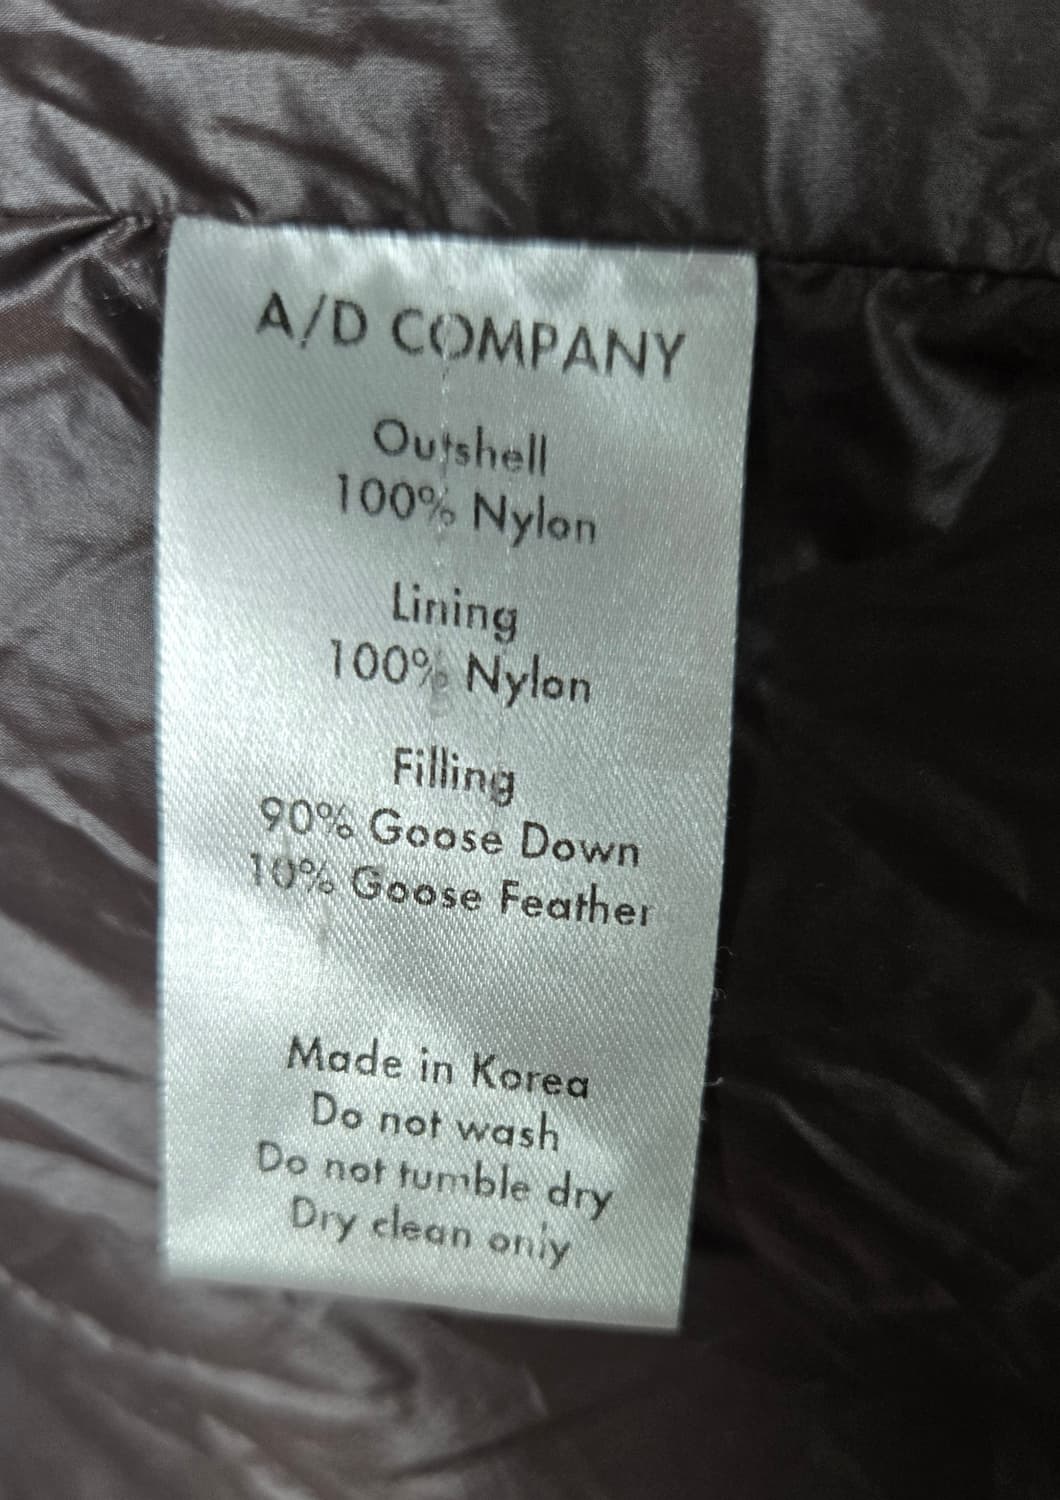 A/D COMPANY
Outshell
100% Nylon
Lining
100% Nylon
Filling
90% Goose Down
10% Goose Feather
Made in Korea
Do not wash
Do not tumble dry
Dry clean only